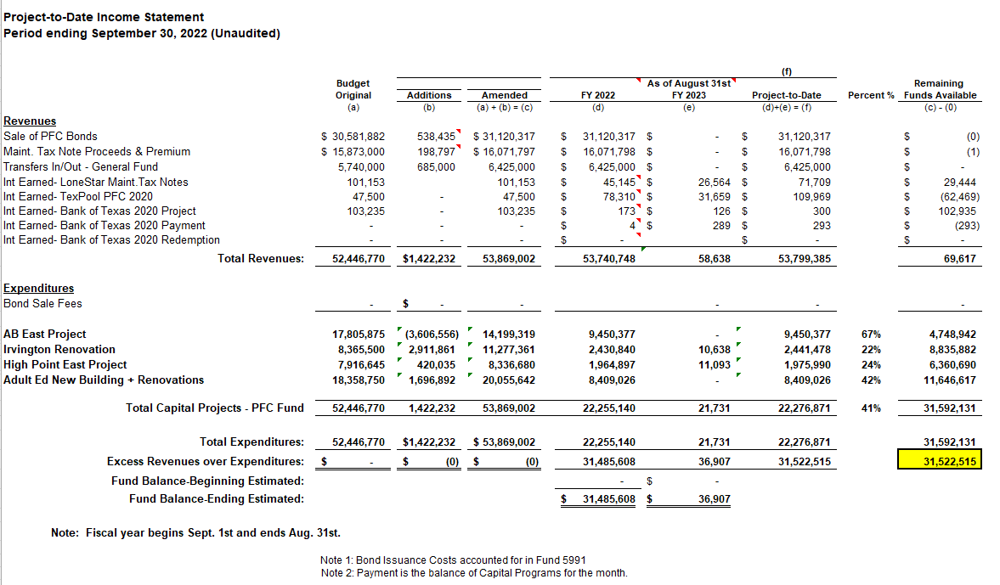 Project-to-Date Income Statement
Period ending September 30, 2022 (Unaudited)
(f)
Budget As of August 31st Remaining
Original Additions Amended FY 2022 FY 2023 Project-to-Date Percent % Funds Available
(a) (b) (a) + (b) = (c) (d) (e) (d)+(e) = (f) (c) - (0)
Revenues
Sale of PFC Bonds $ 30,581,882 538,435 $ 31,120,317 $ 31,120,317 $ - $ 31,120,317 $ (0)
Maint. Tax Note Proceeds & Premium $ 15,873,000 198,797 $ 16,071,797 $ 16,071,798 $ - $ 16,071,798 $ (1)
Transfers In/Out - General Fund 5,740,000 685,000 6,425,000 $ 6,425,000 $ - $ 6,425,000 $ -
Int Earned- LoneStar Maint.Tax Notes 101,153 101,153 $ 45,145 $ 26,564 $ 71,709 $ 29,444
Int Earned- TexPool PFC 2020 47,500 - 47,500 $ 78,310 $ 31,659 $ 109,969 $ (62,469)
Int Earned- Bank of Texas 2020 Project 103,235 - 103,235 $ 173 $ 126 $ 300 $ 102,935
Int Earned- Bank of Texas 2020 Payment - - - $ 4 $ 289 $ 293 $ (293)
Int Earned- Bank of Texas 2020 Redemption - - - $ - $ - $ -
Total Revenues: 52,446,770 $1,422,232 53,869,002 53,740,748 58,638 53,799,385 69,617
Expenditures
Bond Sale Fees - $ - - - - -
AB East Project 17,805,875 (3,606,556) 14,199,319 9,450,377 - 9,450,377 67% 4,748,942
Irvington Renovation 8,365,500 2,911,861 11,277,361 2,430,840 10,638 2,441,478 22% 8,835,882
High Point East Project 7,916,645 420,035 8,336,680 1,964,897 11,093 1,975,990 24% 6,360,690
Adult Ed New Building + Renovations 18,358,750 1,696,892 20,055,642 8,409,026 - 8,409,026 42% 11,646,617
Total Capital Projects - PFC Fund 52,446,770 1,422,232 53,869,002 22,255,140 21,731 22,276,871 41% 31,592,131
Total Expenditures: 52,446,770 $1,422,232 $ 53,869,002 22,255,140 21,731 22,276,871 31,592,131
Excess Revenues over Expenditures: $ - $ (0) $ (0) 31,485,608 36,907 31,522,515 31,522,515
Fund Balance-Beginning Estimated: - $ -
Fund Balance-Ending Estimated: $ 31,485,608 $ 36,907
Note: Fiscal year begins Sept. 1st and ends Aug. 31st.
Note 1: Bond Issuance Costs accounted for in Fund 5991
Note 2: Payment is the balance of Capital Programs for the month.